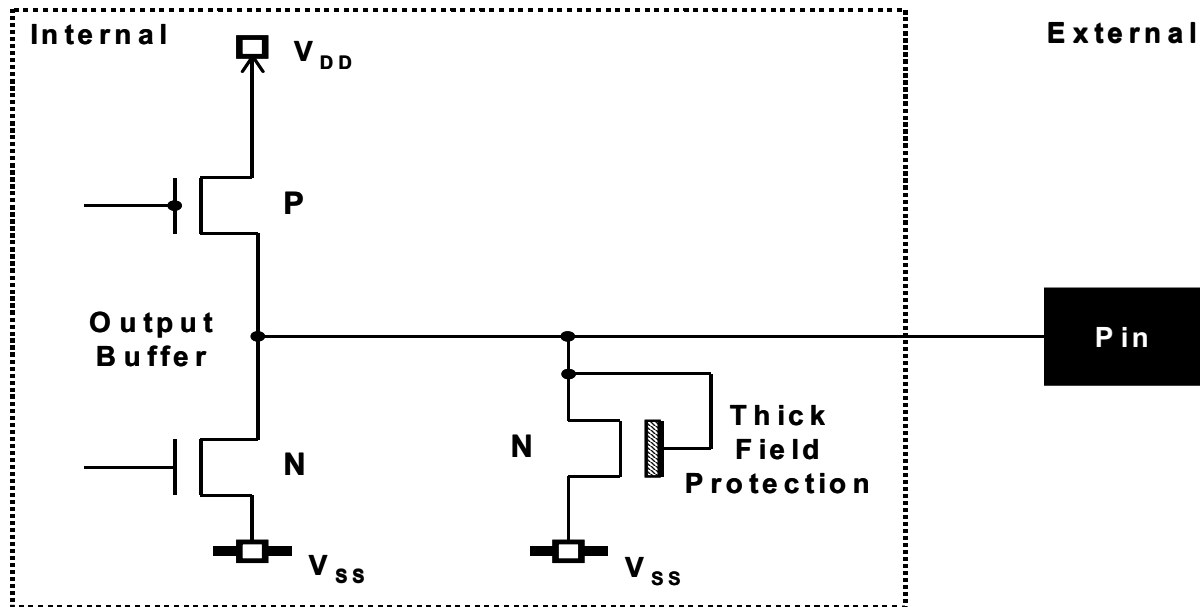 Internal
External
VDD
P
Output
Buffer
Pin
N
Thick
Field
Protection
N
VSS
VSS